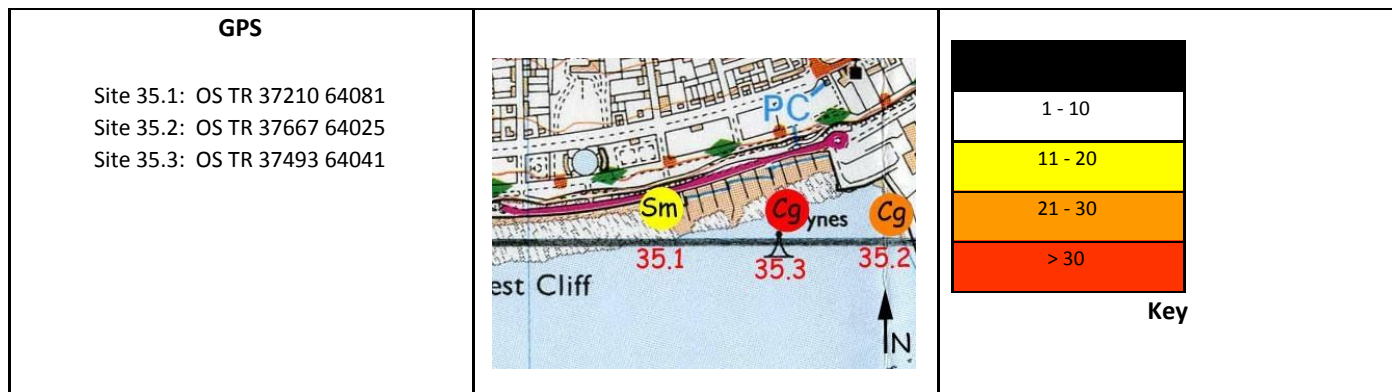 GPS
Site 35.1: OS TR 37210 64081
Site 35.2: OS TR 37667 64025
Site 35.3: OS TR 37493 64041
PC
Sm
Cg
ynes
Cg
35.1
35.3
35.2
est Cliff
N
1 - 10
11 - 20
21 - 30
> 30
Key